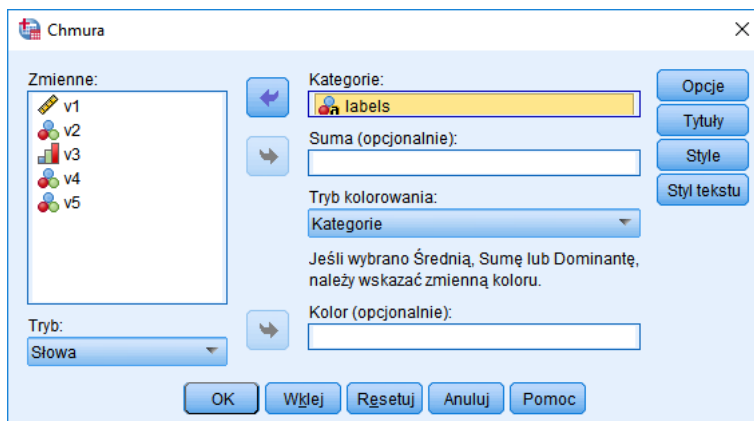 Chmura
Zmienne:
v1
v2
v3
v4
v5
Tryb:
Słowa
Kategorie:
labels
Suma (opcjonalnie):
Tryb kolorowania:
Kategorie
Jeśli wybrano Średnią, Sumę lub Dominantę,
należy wskazać zmienną koloru.
Kolor (opcjonalnie):
Opcje
Tytuły
Style
Styl tekstu
OK
Wklej
Resetuj
Anuluj
Pomoc